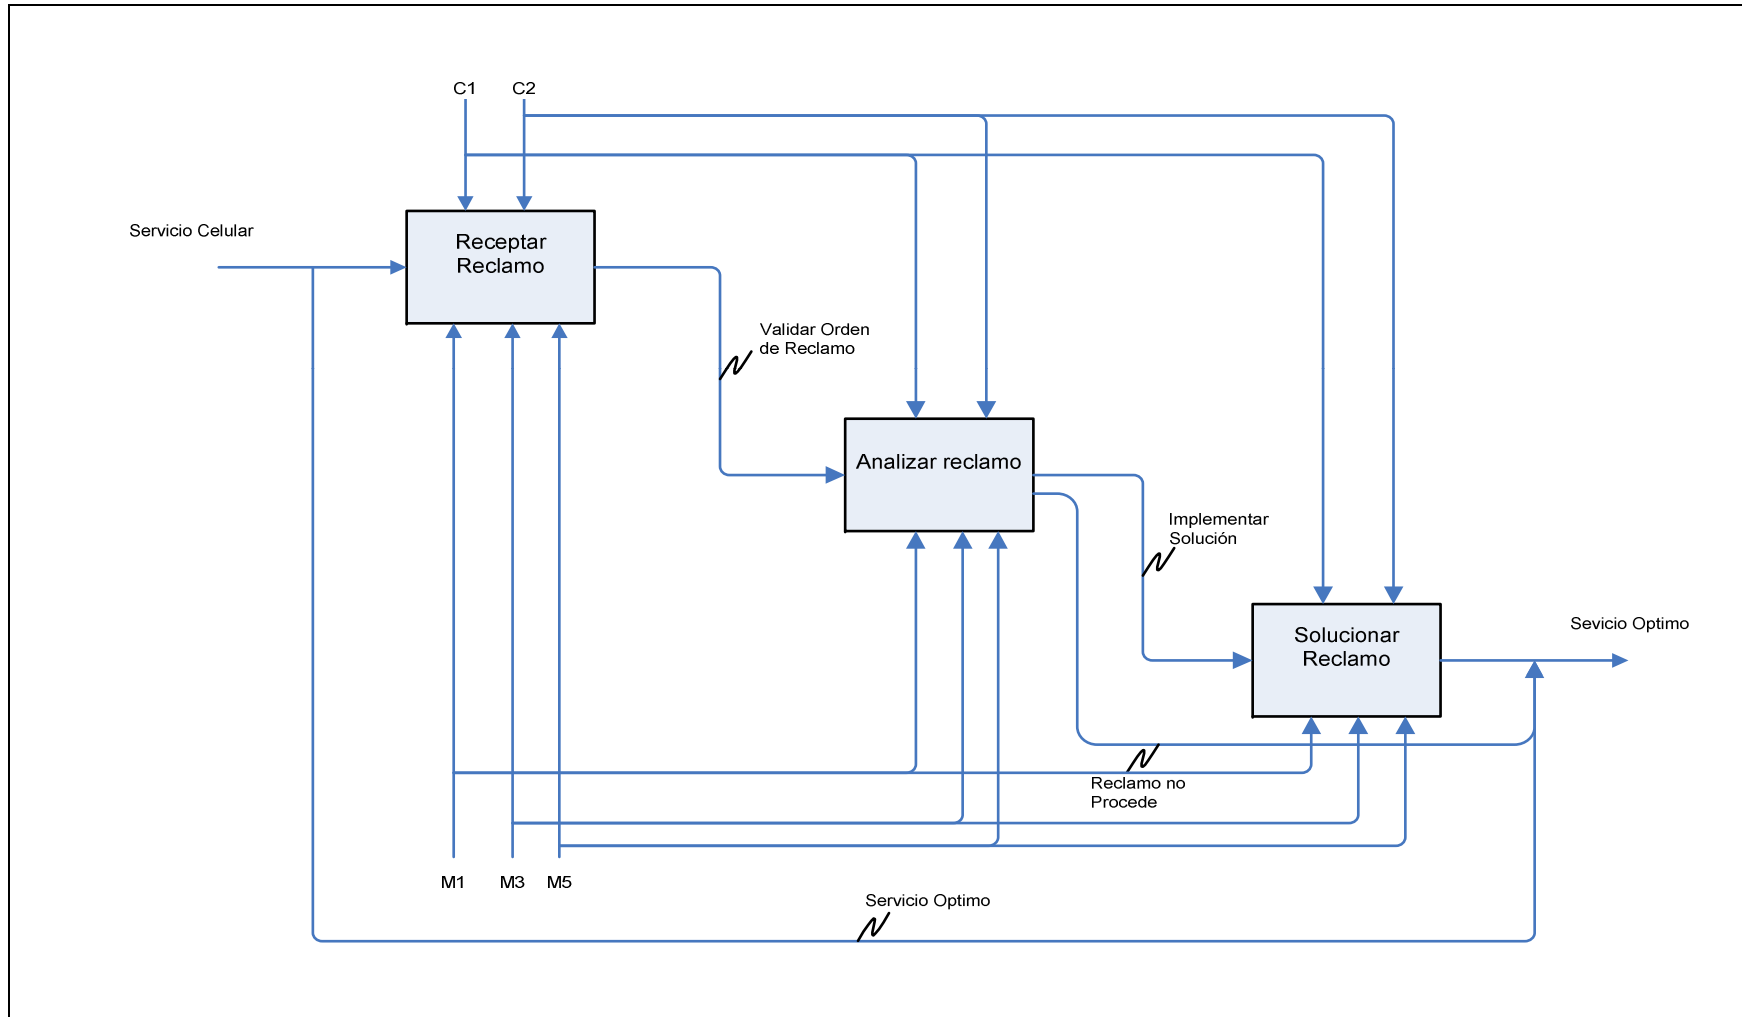 C1
C2
Servicio Celular
Receptar
Reclamo
Validar Orden
de Reclamo
Analizar reclamo
Implementar
Solución
Solucionar
Reclamo
Sevicio Optimo
Reclamo no
Procede
M1
M3
M5
Servicio Optimo